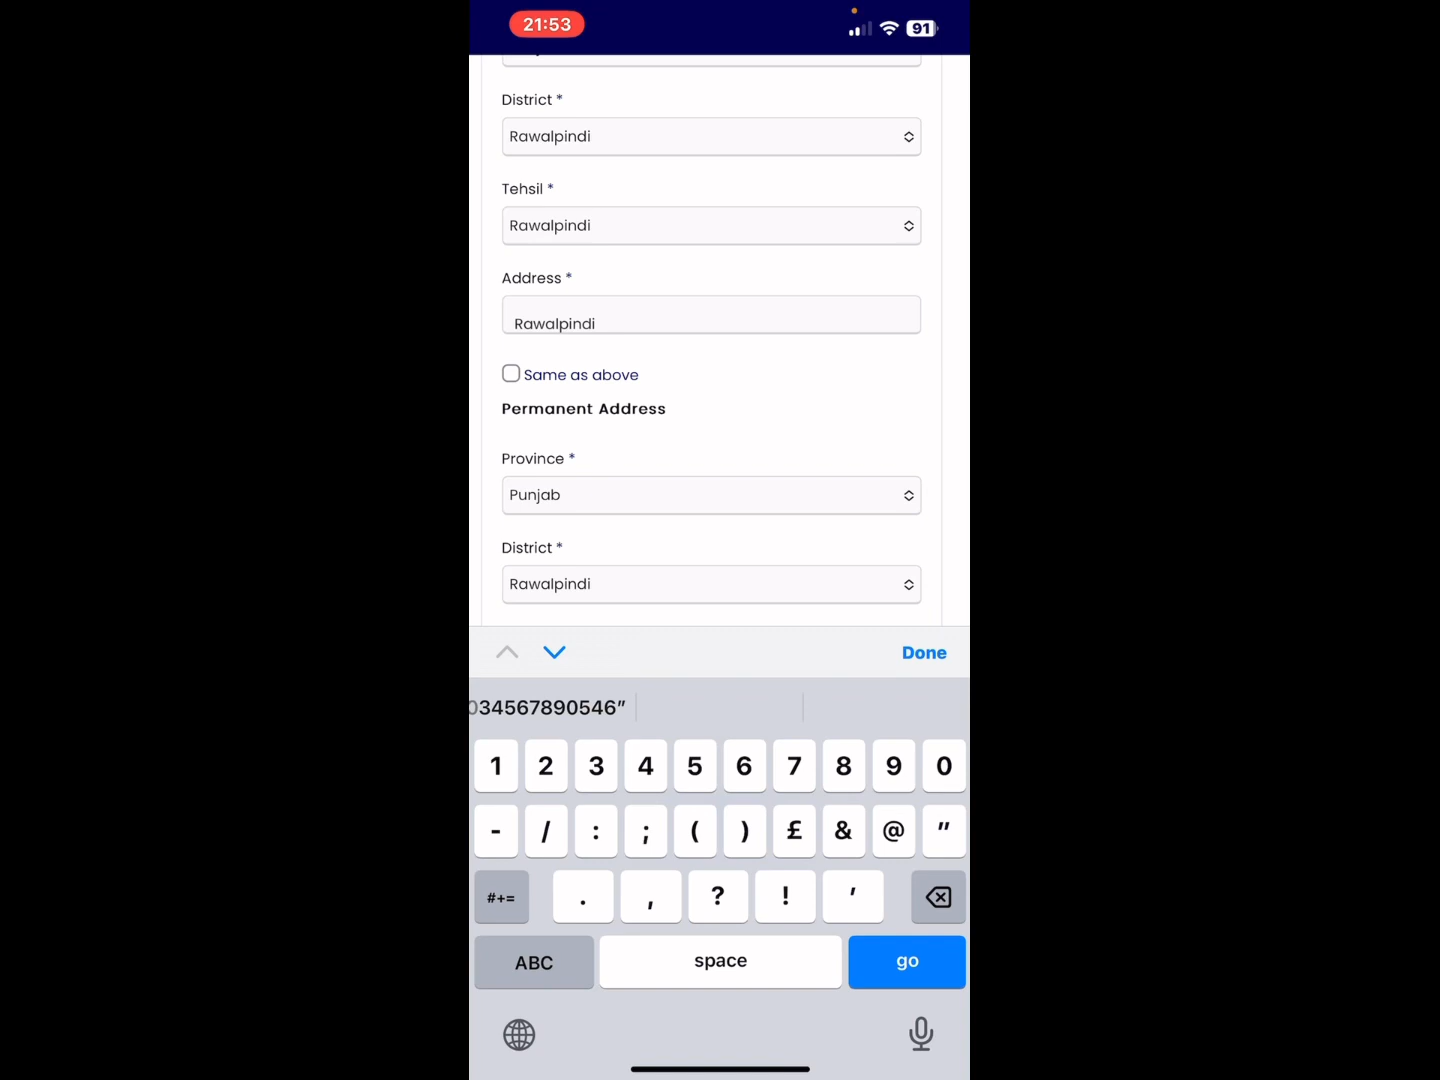 21:53
91
District *
Rawalpindi
Tehsil *
Rawalpindi
Address *
Rawalpindi
Same as above
Permanent Address
Province *
Punjab
District *
Rawalpindi
Done
034567890546”
1 2 3 4 5 6 7 8 9 0
- / : ; ( ) £ & @ "
#+= . , ? ! '
ABC space go